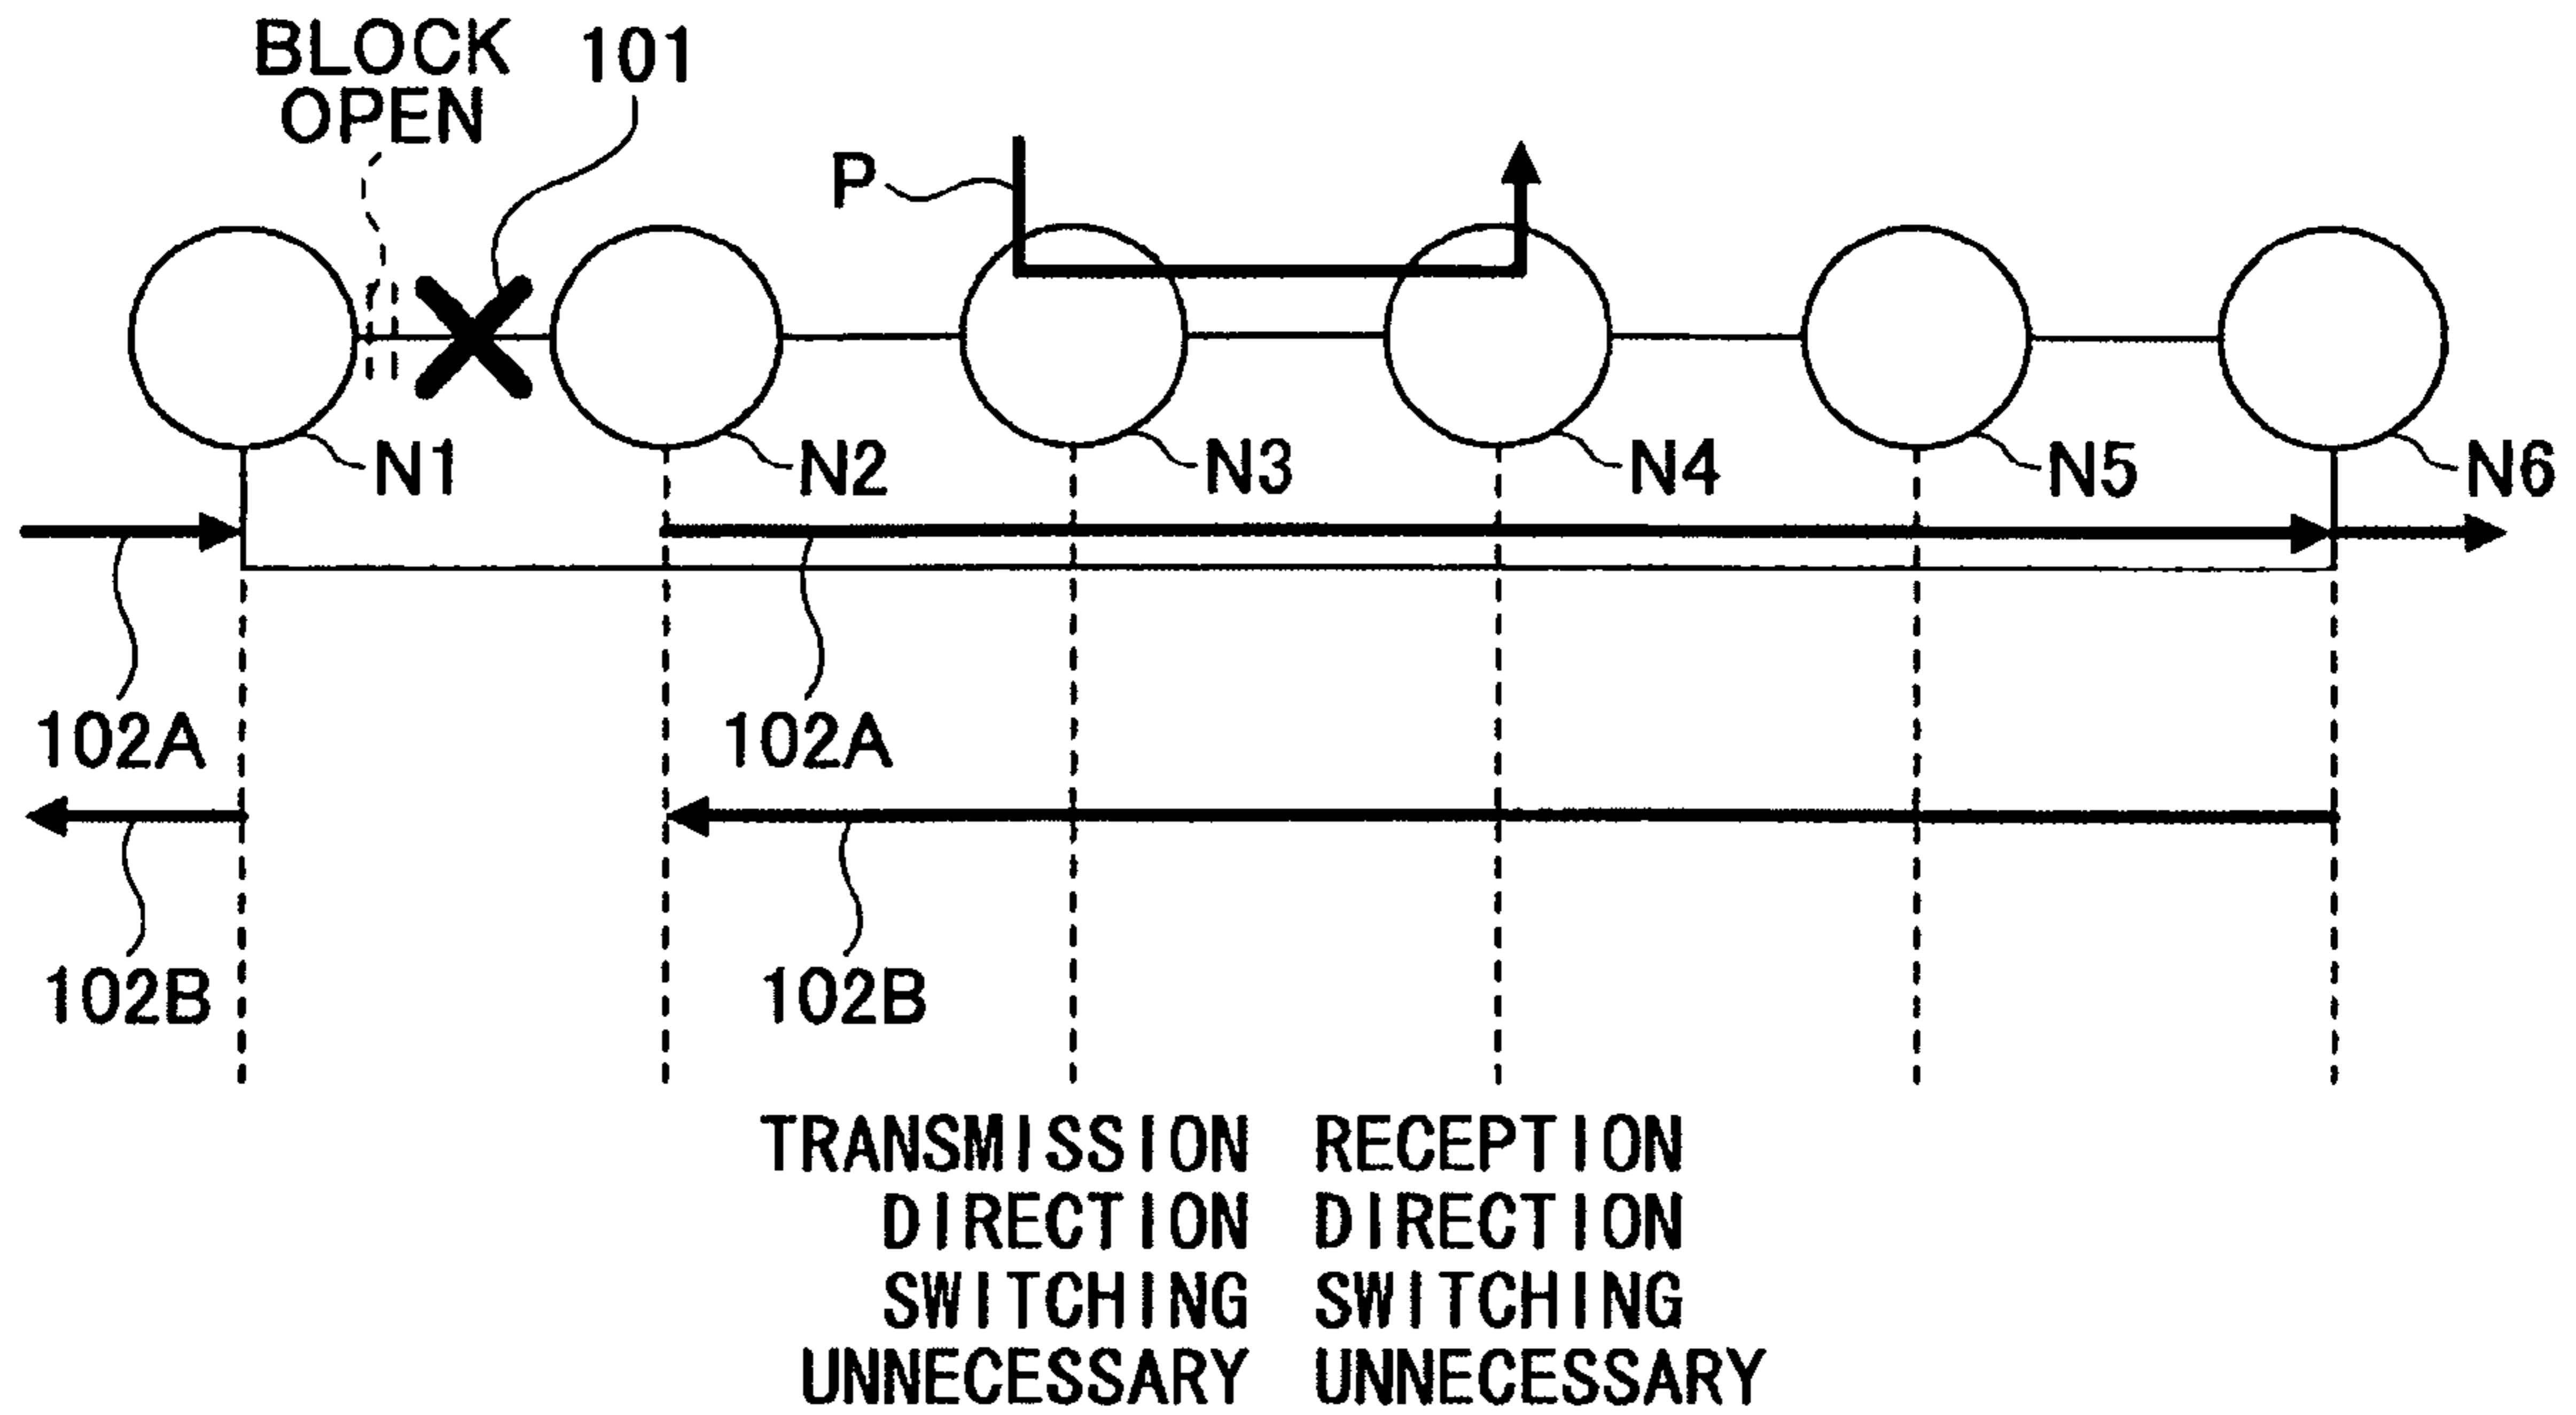 BLOCK
OPEN
101
P
N1
N2
N3
N4
N5
N6
102A
102A
102B
102B
TRANSMISSION
DIRECTION
SWITCHING
UNNECESSARY
RECEPTION
DIRECTION
SWITCHING
UNNECESSARY